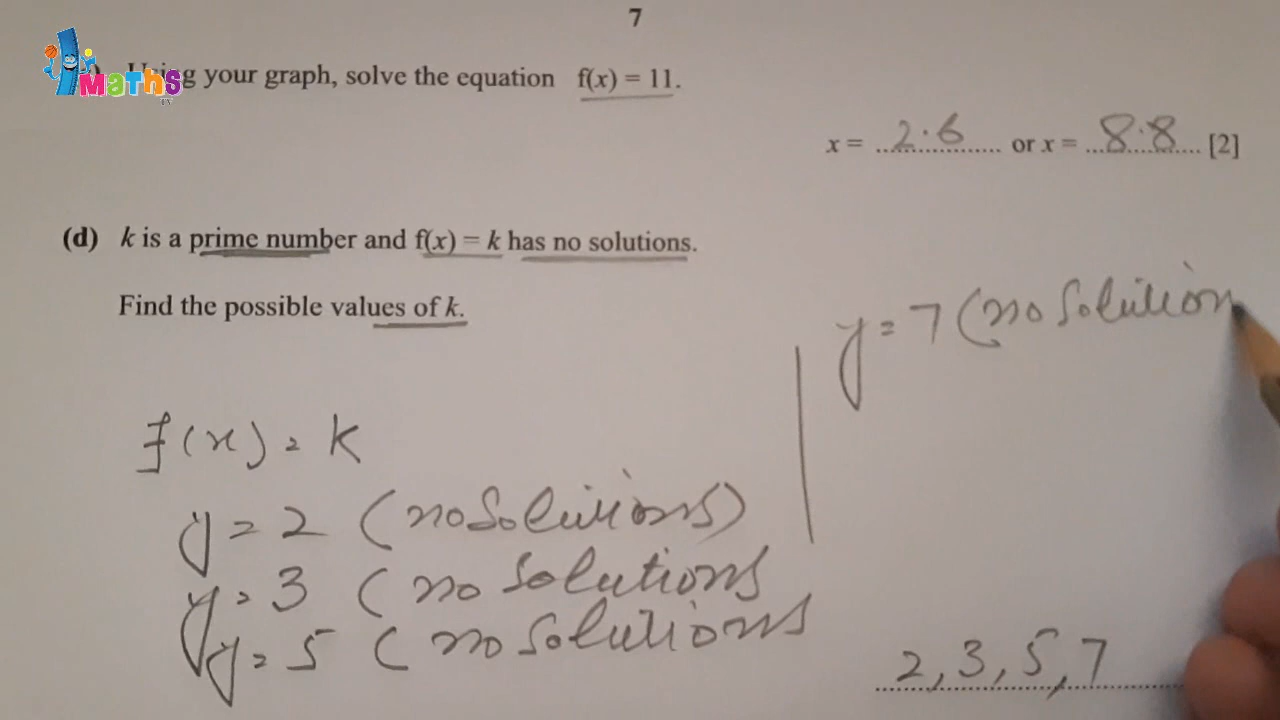 7
Maths
TV
Using your graph, solve the equation f(x) = 11.
x = 2.6 or x = 8.8 [2]
(d) k is a prime number and f(x) = k has no solutions.
Find the possible values of k.
y = 7 (no solution
f(x) = k
y = 2 (no solutions)
y = 3 (no solutions
y = 5 (no solutions
2, 3, 5, 7